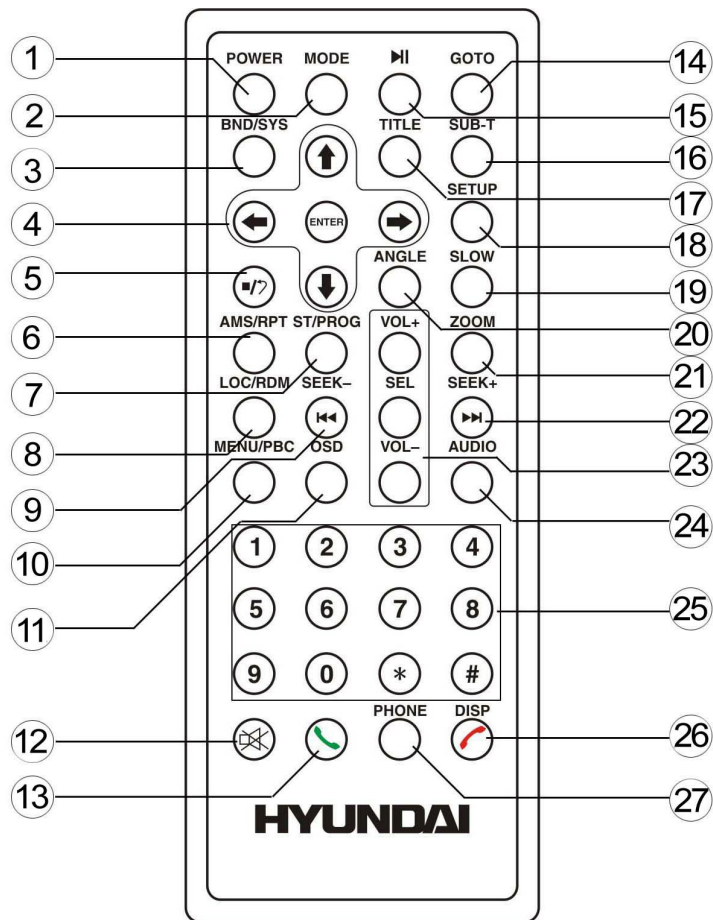 1 POWER MODE GOTO 14
2 15
BND/SYS TITLE SUB-T
3 16
SETUP 17
4 ENTER 18
5 ANGLE SLOW 19
6 AMS/RPT ST/PROG VOL+ ZOOM 20
7 21
LOC/RDM SEEK– SEL SEEK+
8 22
MENU/PBC OSD VOL– AUDIO 23
9 24
10
1 2 3 4
11 5 6 7 8 25
9 0 * #
PHONE DISP
12 26
13 27
HYUNDAI